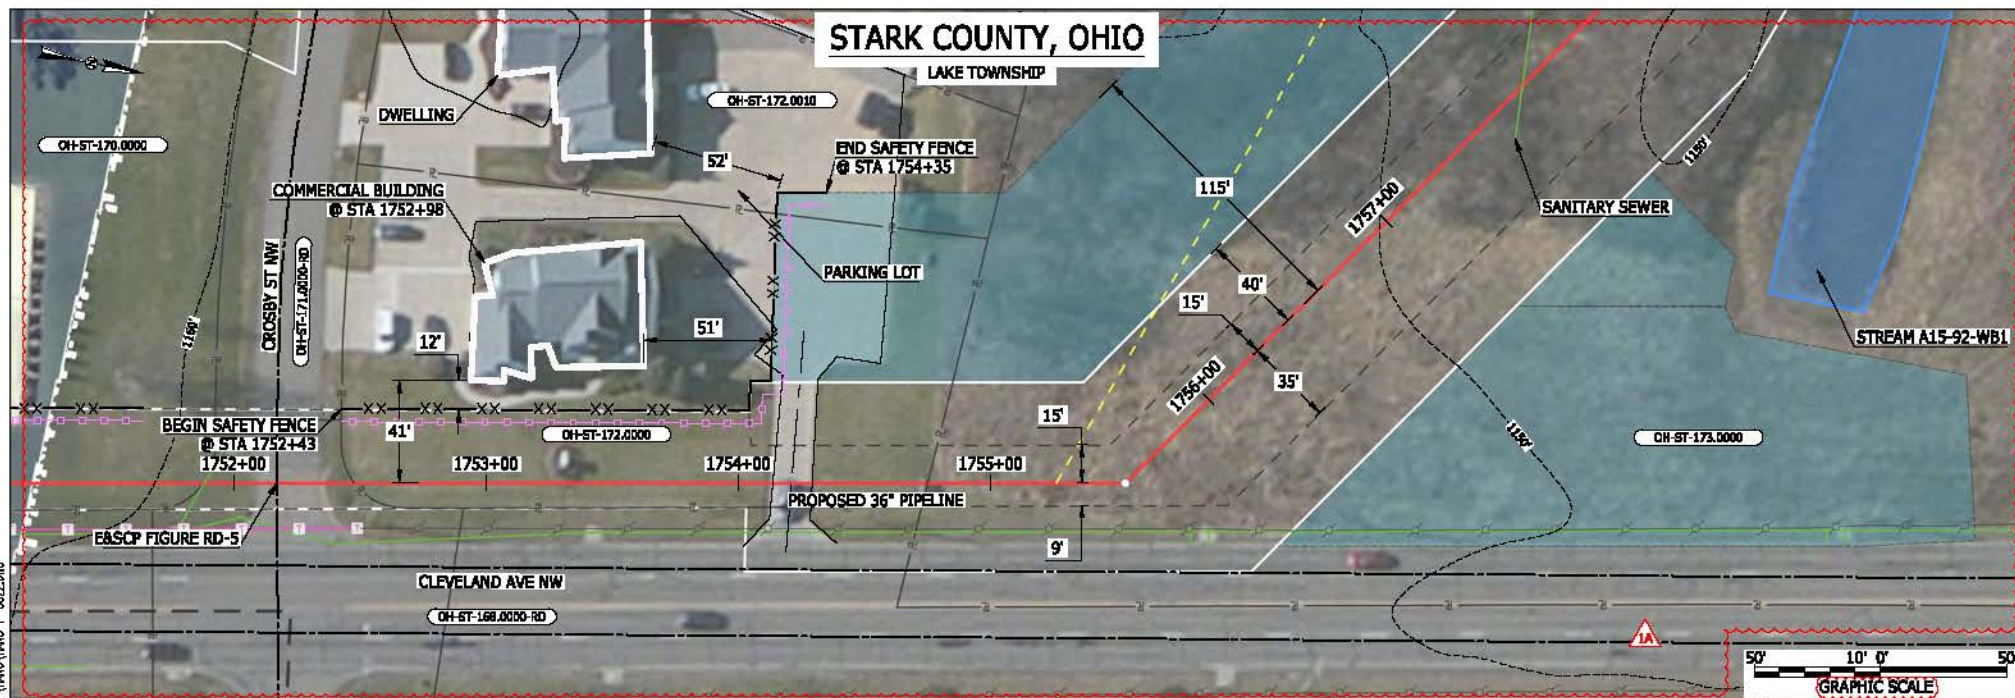 STARK COUNTY, OHIO
LAKE TOWNSHIP
OH-ST-170.0000
DWELLING
OH-ST-172.0010
52'
END SAFETY FENCE
@ STA 1754+35
COMMERCIAL BUILDING
@ STA 1752+98
PARKING LOT
115'
SANITARY SEWER
1150'
1757+00
STREAM A15-92-WB1
CROSBY ST NW
OH-ST-171.0000-RD
1160'
12'
51'
40'
15'
35'
1756+00
BEGIN SAFETY FENCE
@ STA 1752+43
41'
OH-ST-172.0000
15'
1150'
OH-ST-173.0000
1752+00
1753+00
1754+00
1755+00
PROPOSED 36" PIPELINE
E&SCP FIGURE RD-5
9'
CLEVELAND AVE NW
OH-ST-168.0000-RD
1A
50' 10' 0' 50'
GRAPHIC SCALE